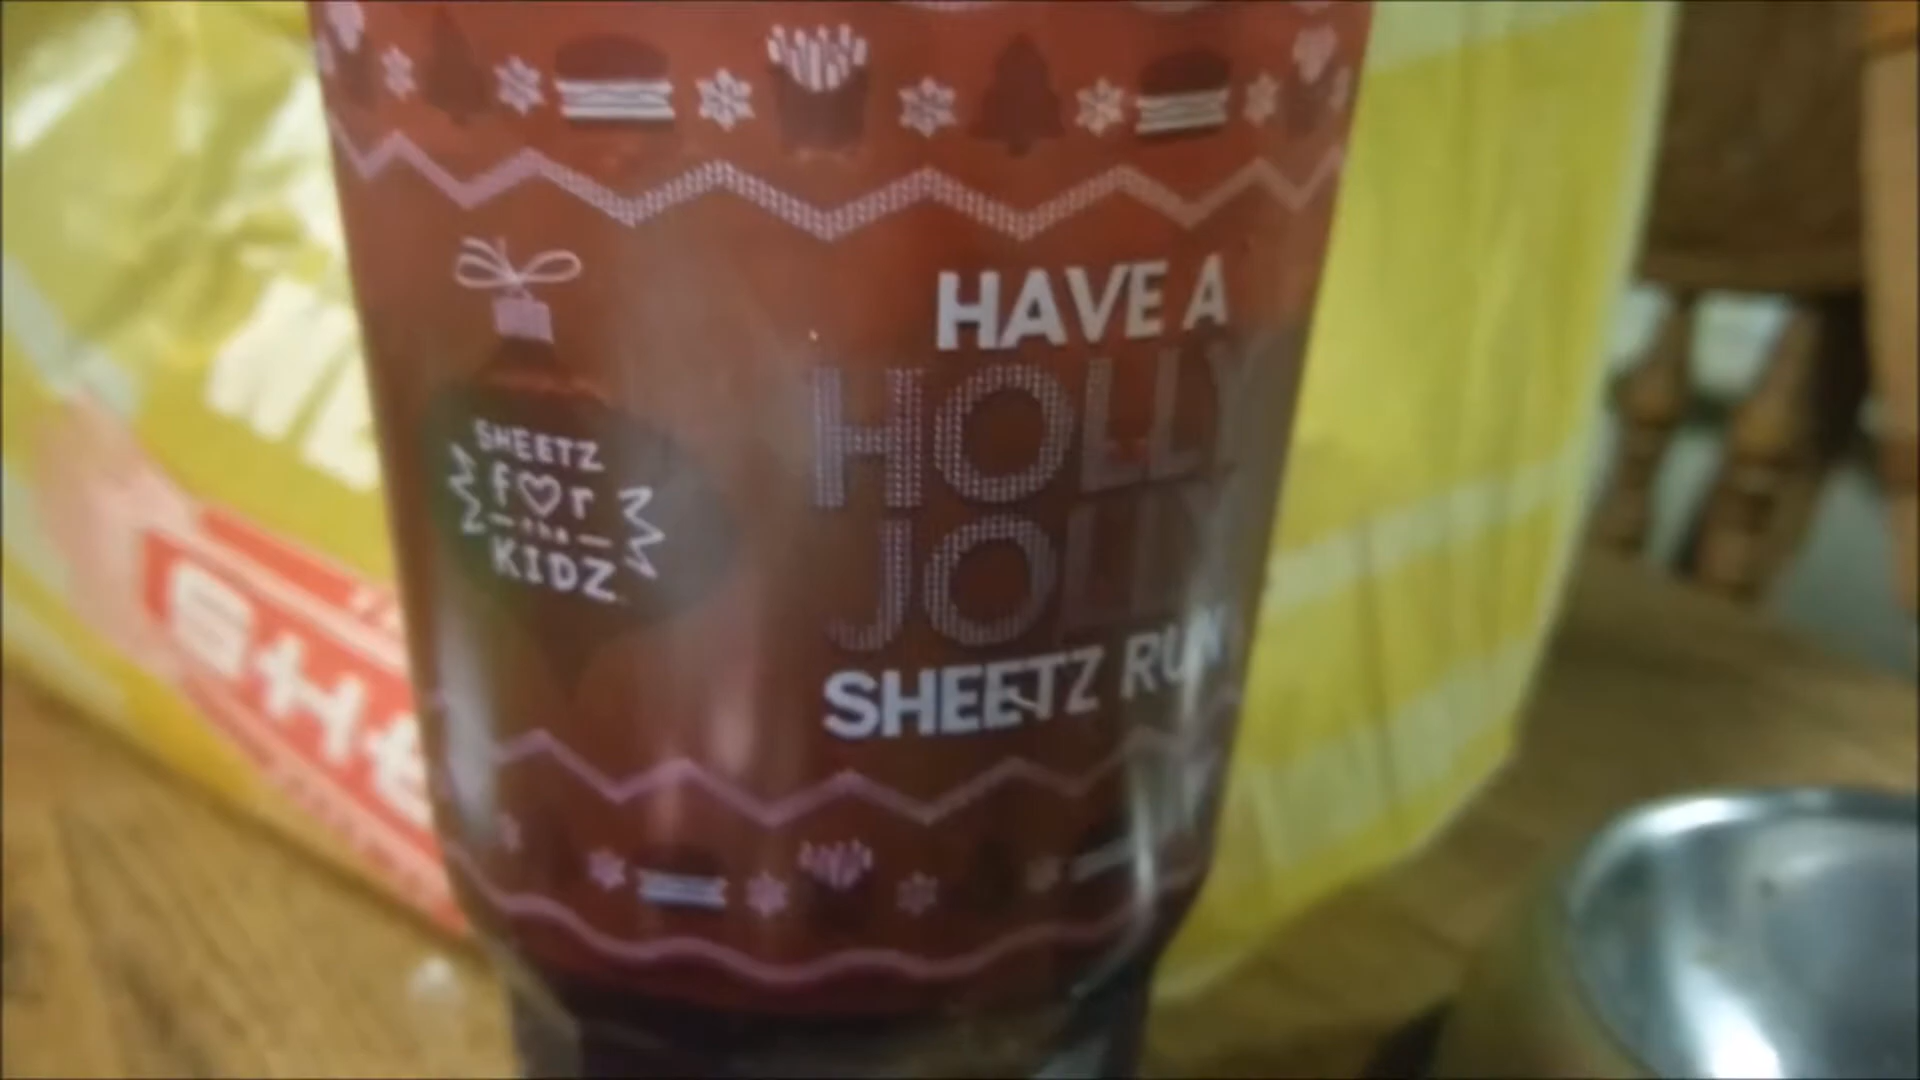 HAVE A
HOLLY
JOLLY
SHEETZ RUN
SHEETZ
for
the
KIDZ